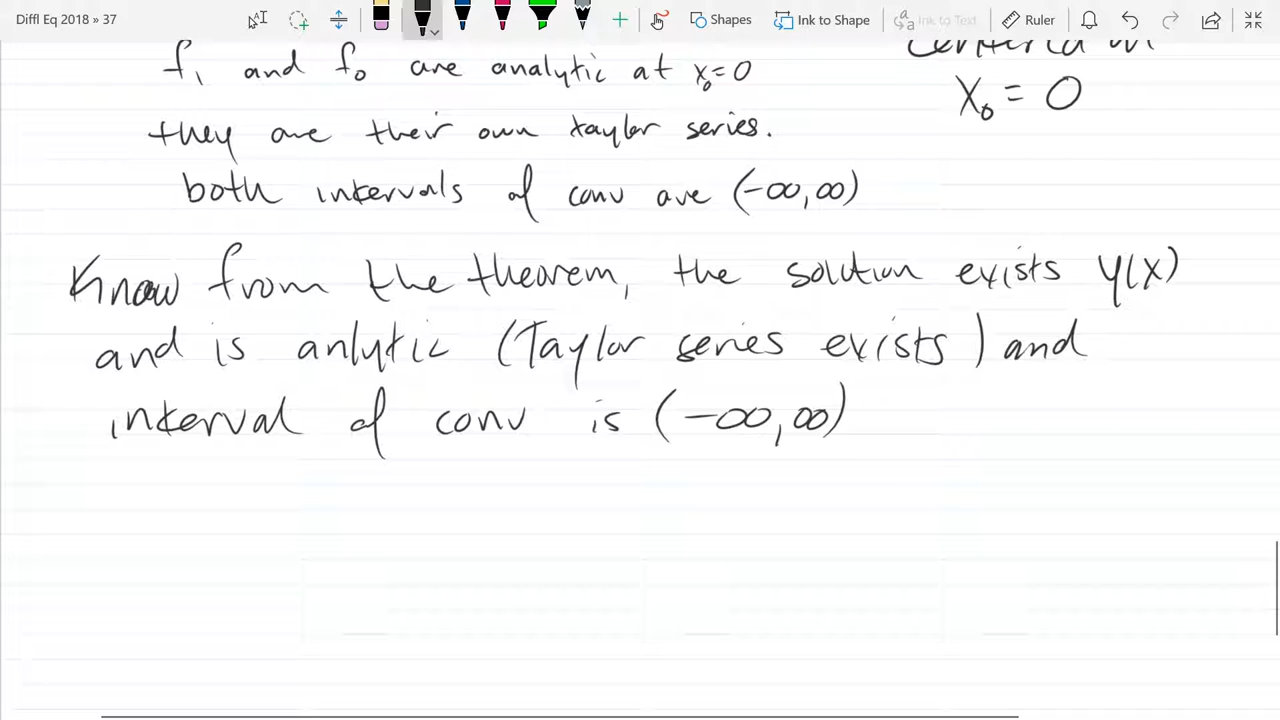 Diffl Eq 2018 » 37
Shapes
Ink to Shape
Ink to Text
Ruler
centered on
f₁ and f₀ are analytic at x₀=0
X₀ = 0
they are their own taylor series.
both intervals of conv are (-∞,∞)
Know from the theorem, the solution exists y(x)
and is anlytic (Taylor series exists) and
interval of conv is (-∞,∞)